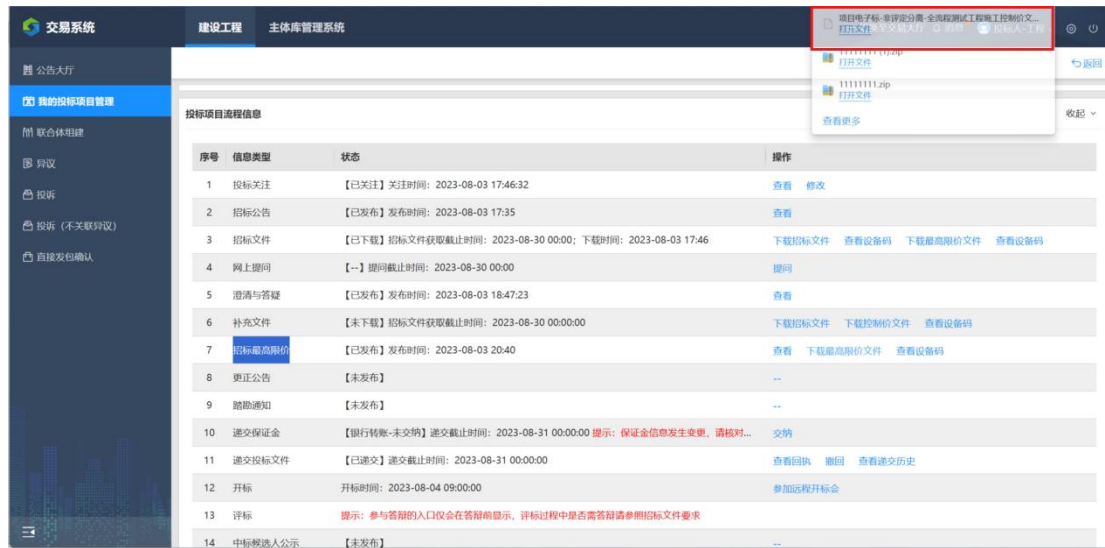 交易系统
建设工程 主体库管理系统
项目电子标-非评定分离-全流程测试工程施工控制价文...
打开文件
11111111 (1).zip
打开文件
11111111.zip
打开文件
查看更多
返回
公告大厅
我的投标项目管理
联合体组建
异议
投诉
投诉（不关联异议）
直接发包确认
投标项目流程信息 收起
序号 信息类型 状态 操作
1 投标关注 【已关注】关注时间：2023-08-03 17:46:32 查看 修改
2 招标公告 【已发布】发布时间：2023-08-03 17:35 查看
3 招标文件 【已下载】招标文件获取截止时间：2023-08-30 00:00；下载时间：2023-08-03 17:46 下载招标文件 查看设备码 下载最高限价文件 查看设备码
4 网上提问 【--】提问截止时间：2023-08-30 00:00 提问
5 澄清与答疑 【已发布】发布时间：2023-08-03 18:47:23 查看
6 补充文件 【未下载】招标文件获取截止时间：2023-08-30 00:00:00 下载招标文件 下载控制价文件 查看设备码
7 招标最高限价 【已发布】发布时间：2023-08-03 20:40 查看 下载最高限价文件 查看设备码
8 更正公告 【未发布】 --
9 踏勘通知 【未发布】 --
10 递交保证金 【银行转账-未交纳】递交截止时间：2023-08-31 00:00:00 提示：保证金信息发生变更，请核对... 交纳
11 递交投标文件 【已递交】递交截止时间：2023-08-31 00:00:00 查看回执 撤回 查看递交历史
12 开标 开标时间：2023-08-04 09:00:00 参加远程开标会
13 评标 提示：参与答辩的入口仅会在答辩前显示，评标过程中是否需答辩请参照招标文件要求
14 中标候选人公示 【未发布】 --